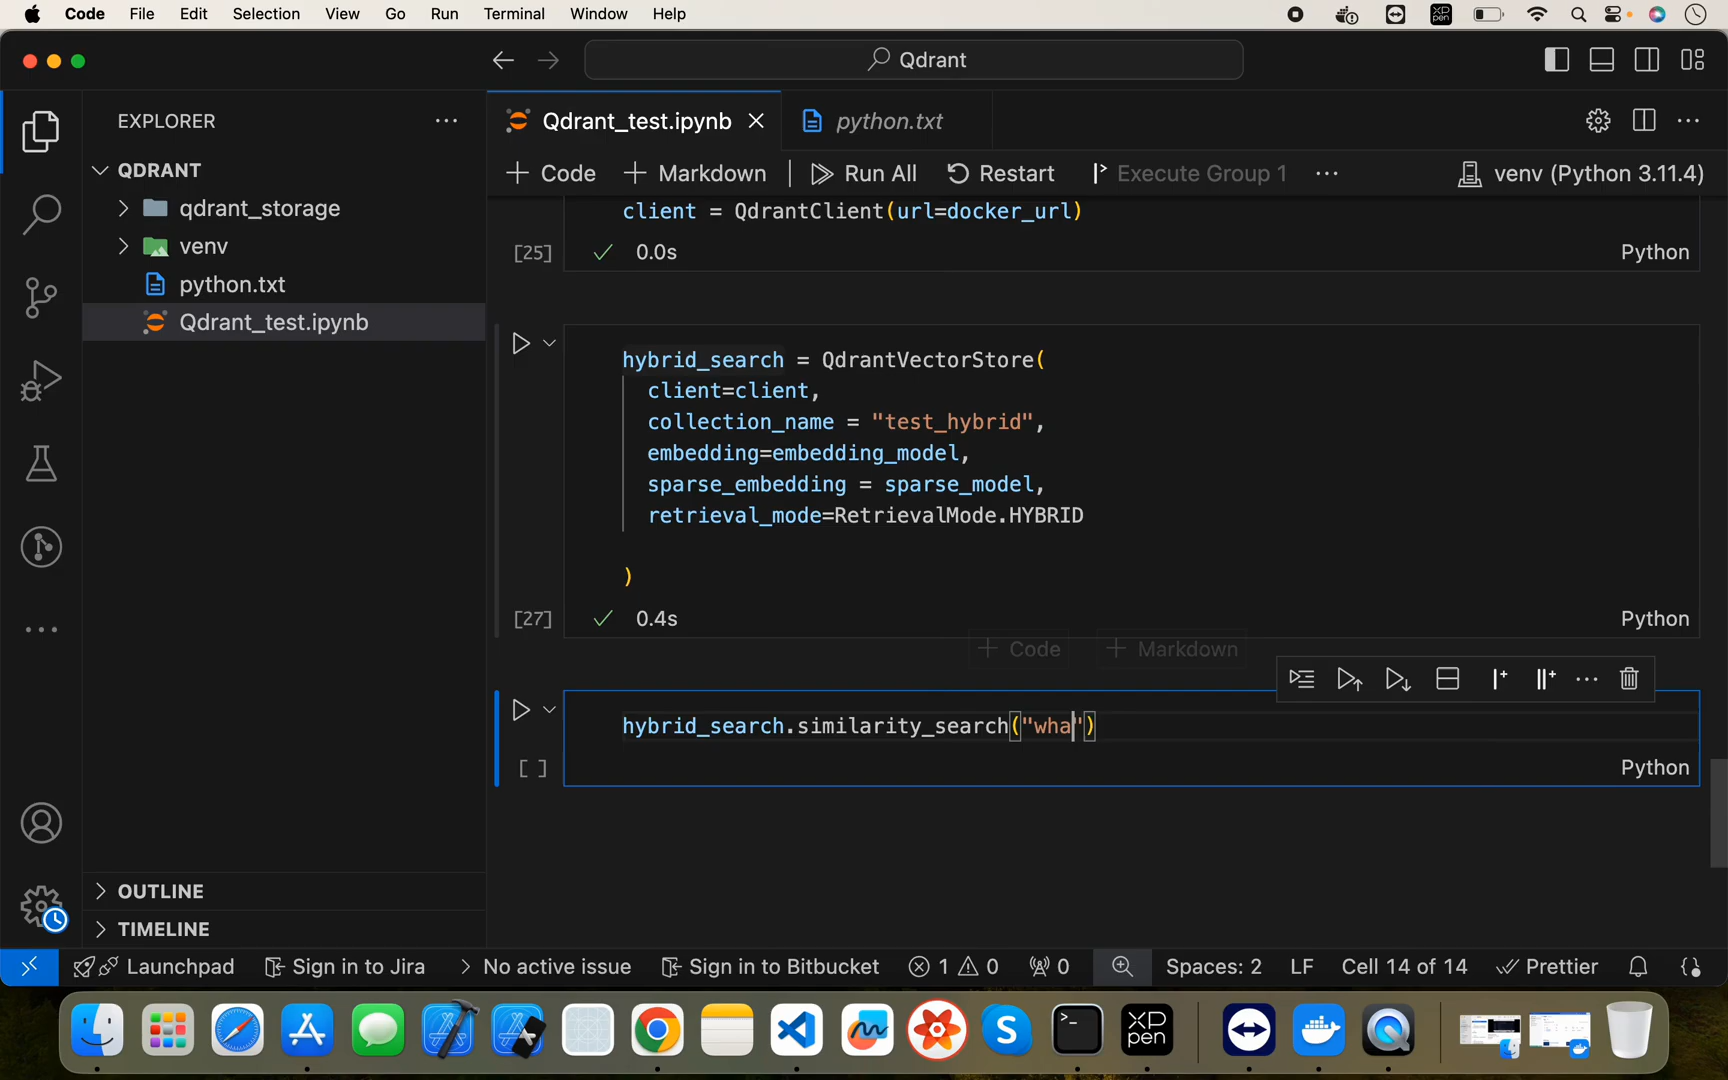 Code File Edit Selection View Go Run Terminal Window Help
Qdrant
EXPLORER
QDRANT
qdrant_storage
venv
python.txt
Qdrant_test.ipynb
OUTLINE
TIMELINE
Qdrant_test.ipynb python.txt
Code Markdown Run All Restart Execute Group 1 venv (Python 3.11.4)
client = QdrantClient(url=docker_url)
[25] 0.0s Python
hybrid_search = QdrantVectorStore(
client=client,
collection_name = "test_hybrid",
embedding=embedding_model,
sparse_embedding = sparse_model,
retrieval_mode=RetrievalMode.HYBRID
)
[27] 0.4s Python
+ Code + Markdown
hybrid_search.similarity_search("wha")
[ ] Python
Launchpad Sign in to Jira No active issue Sign in to Bitbucket 1 0 0 Spaces: 2 LF Cell 14 of 14 Prettier
XP
pen